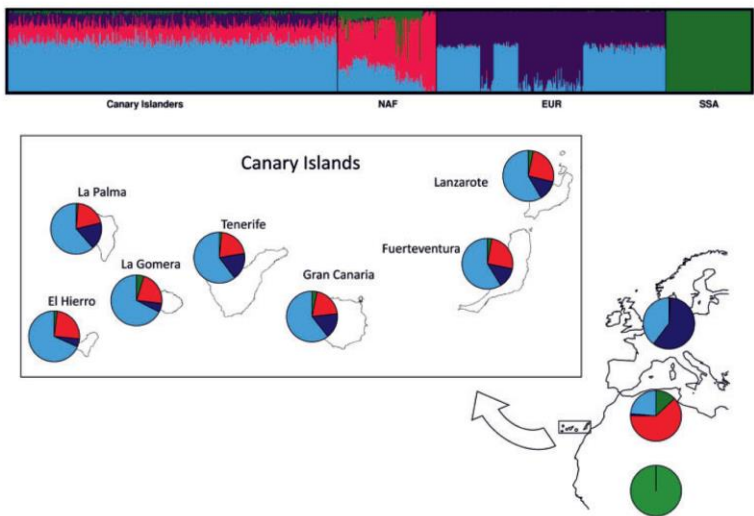 Canary Islanders NAF EUR SSA
Canary Islands
La Palma
Lanzarote
Tenerife
Fuerteventura
La Gomera
Gran Canaria
El Hierro